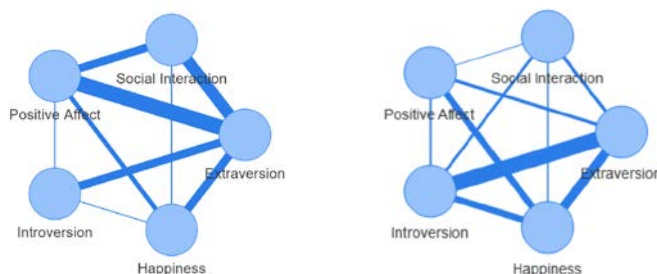 Social Interaction
Positive Affect
Extraversion
Introversion
Happiness
Social Interaction
Positive Affect
Extraversion
Introversion
Happiness